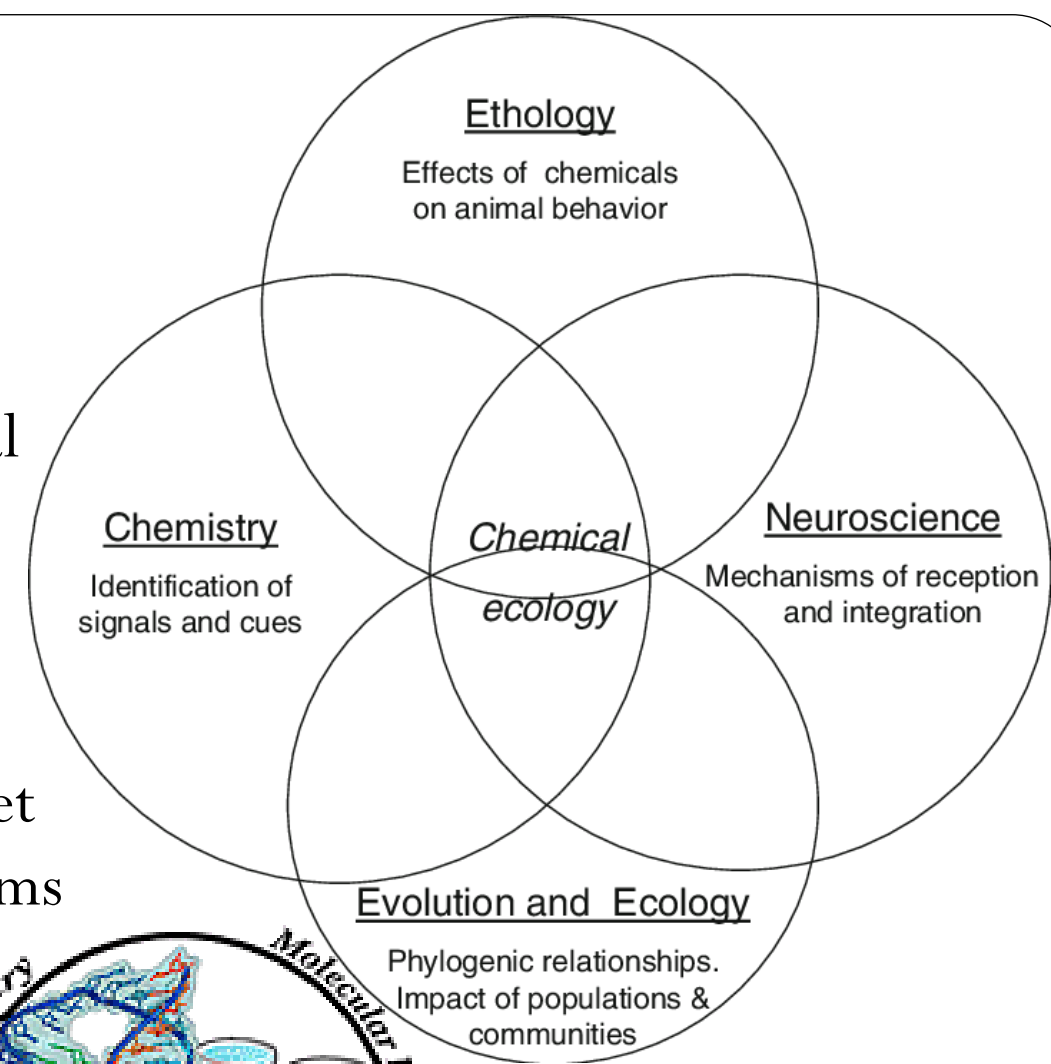 Ethology
Effects of chemicals
on animal behavior
Chemistry
Identification of
signals and cues
Chemical
ecology
Neuroscience
Mechanisms of reception
and integration
Evolution and Ecology
Phylogenic relationships.
Impact of populations &
communities
Molecular